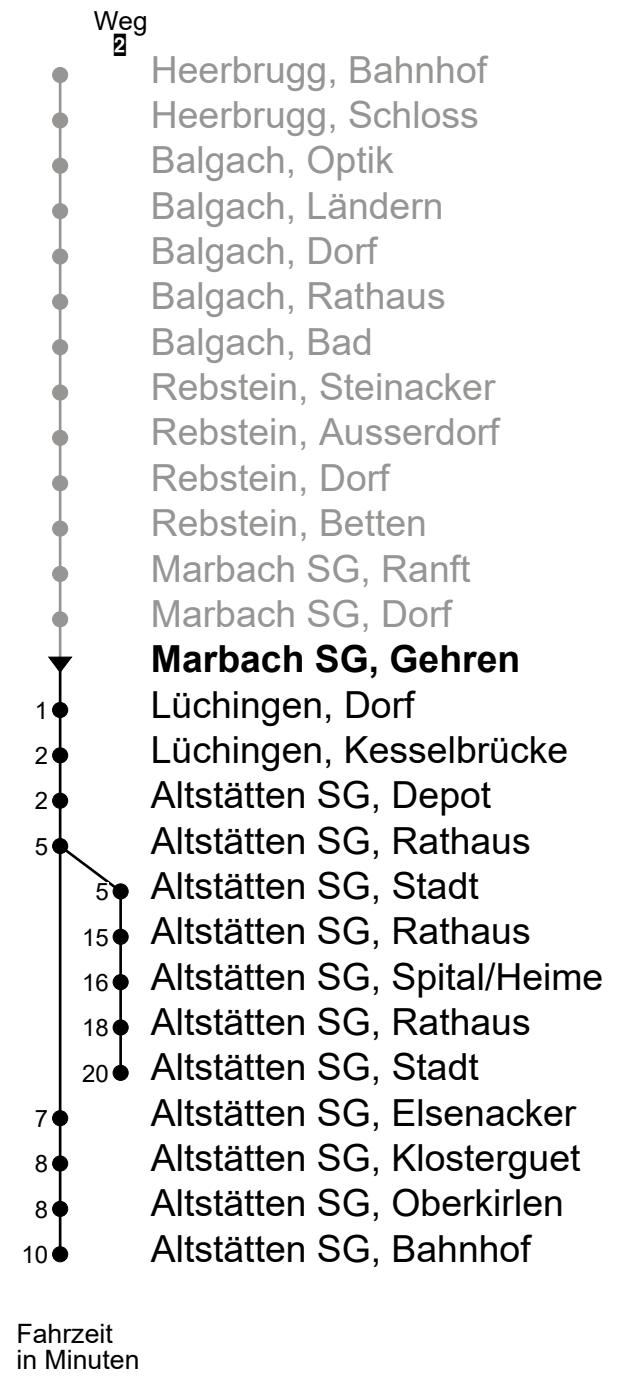 Weg
2
Heerbrugg, Bahnhof
Heerbrugg, Schloss
Balgach, Optik
Balgach, Ländern
Balgach, Dorf
Balgach, Rathaus
Balgach, Bad
Rebstein, Steinacker
Rebstein, Ausserdorf
Rebstein, Dorf
Rebstein, Betten
Marbach SG, Ranft
Marbach SG, Dorf
Marbach SG, Gehren
1 Lüchingen, Dorf
2 Lüchingen, Kesselbrücke
2 Altstätten SG, Depot
5 Altstätten SG, Rathaus
5 Altstätten SG, Stadt
15 Altstätten SG, Rathaus
16 Altstätten SG, Spital/Heime
18 Altstätten SG, Rathaus
20 Altstätten SG, Stadt
7 Altstätten SG, Elsenacker
8 Altstätten SG, Klosterguet
8 Altstätten SG, Oberkirlen
10 Altstätten SG, Bahnhof
Fahrzeit
in Minuten